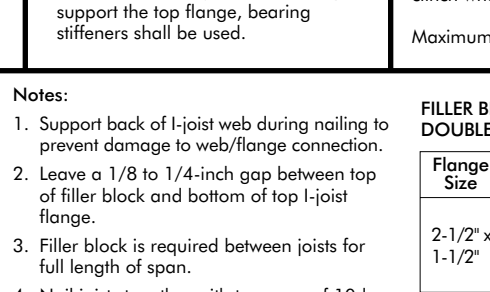 support the top flange, bearing
stiffeners shall be used.
Maximum
Notes:
1. Support back of I-joist web during nailing to
prevent damage to web/flange connection.
2. Leave a 1/8 to 1/4-inch gap between top
of filler block and bottom of top I-joist
flange.
3. Filler block is required between joists for
full length of span.
FILLER B
DOUBLE
Flange
Size
2-1/2" x
1-1/2"